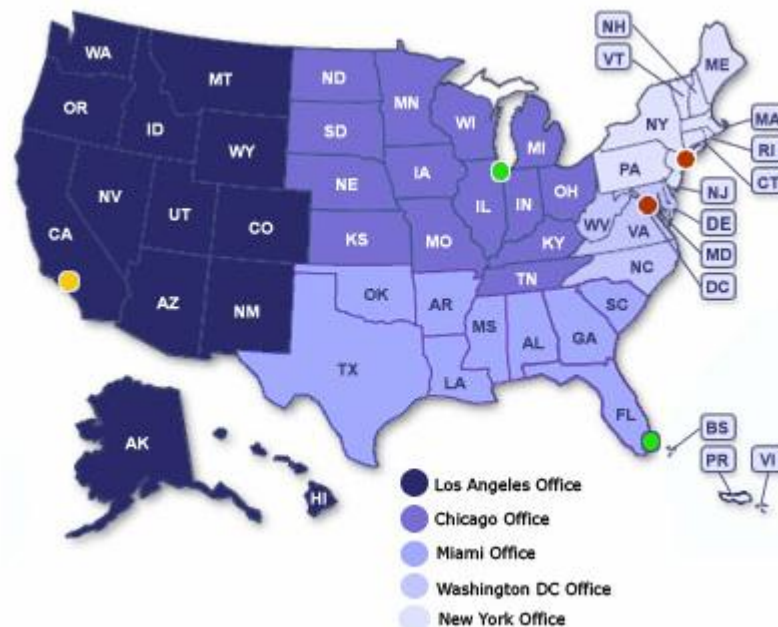 NH
VT
WA
MT
ND
MN
ME
OR
ID
WY
SD
WI
MI
NY
MA
RI
CT
NV
UT
CO
NE
IA
IL
IN
OH
PA
NJ
DE
MD
DC
CA
KS
MO
KY
WV
VA
NC
AZ
NM
OK
AR
TN
SC
TX
LA
MS
AL
GA
FL
BS
PR
VI
AK
HI
Los Angeles Office
Chicago Office
Miami Office
Washington DC Office
New York Office